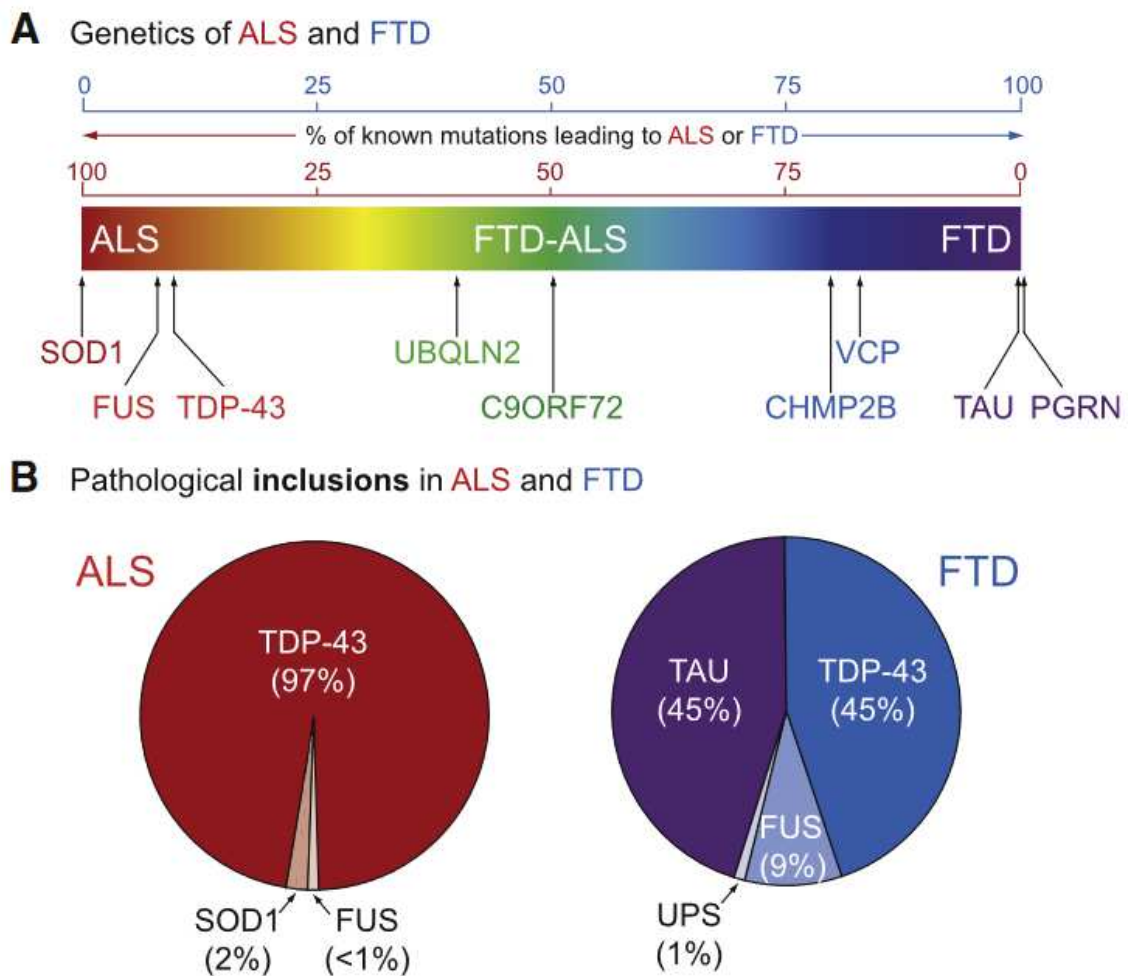 A Genetics of ALS and FTD
0 25 50 75 100
% of known mutations leading to ALS or FTD
100 25 50 75 0
ALS FTD-ALS FTD
SOD1 UBQLN2 VCP
FUS TDP-43 C9ORF72 CHMP2B TAU PGRN
B Pathological inclusions in ALS and FTD
ALS FTD
TDP-43
(97%)
SOD1 FUS
(2%) (<1%)
TAU TDP-43
(45%) (45%)
FUS
(9%)
UPS
(1%)